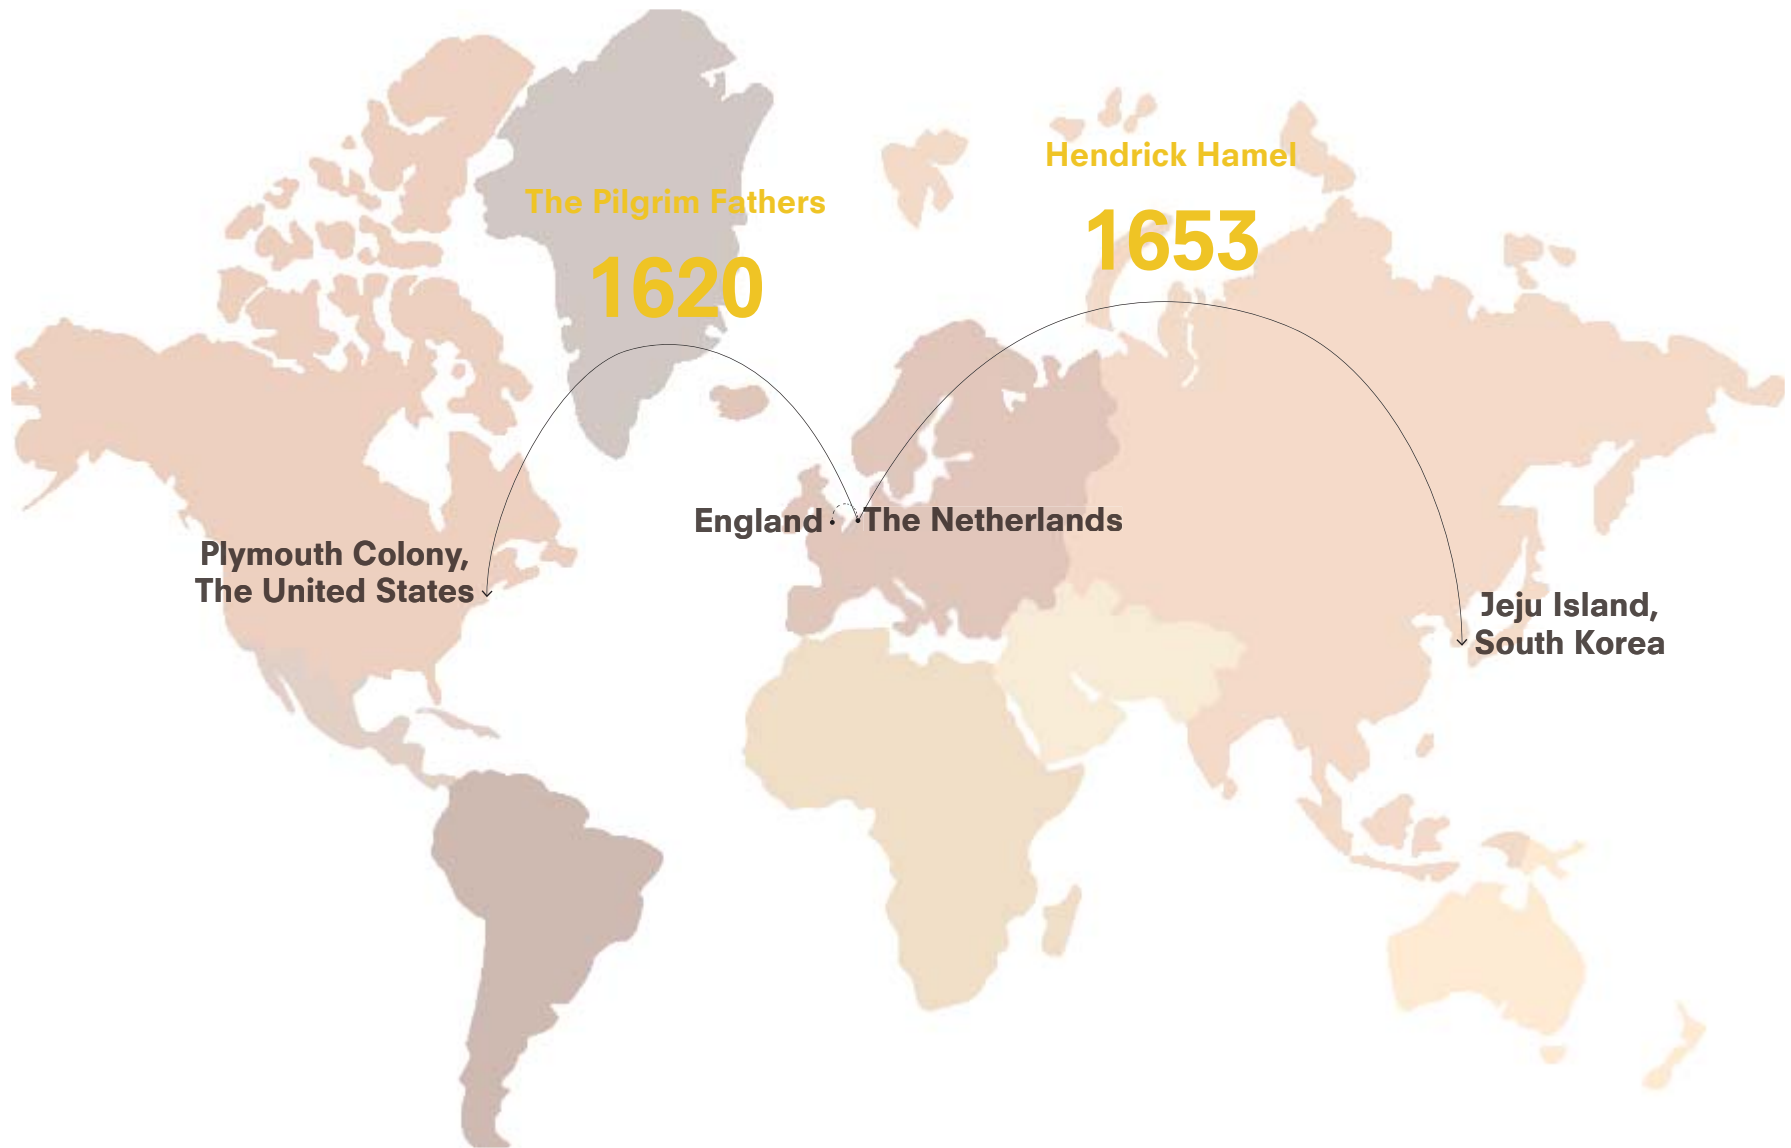 Hendrick Hamel
1653
The Pilgrim Fathers
1620
England
The Netherlands
Plymouth Colony,
The United States
Jeju Island,
South Korea